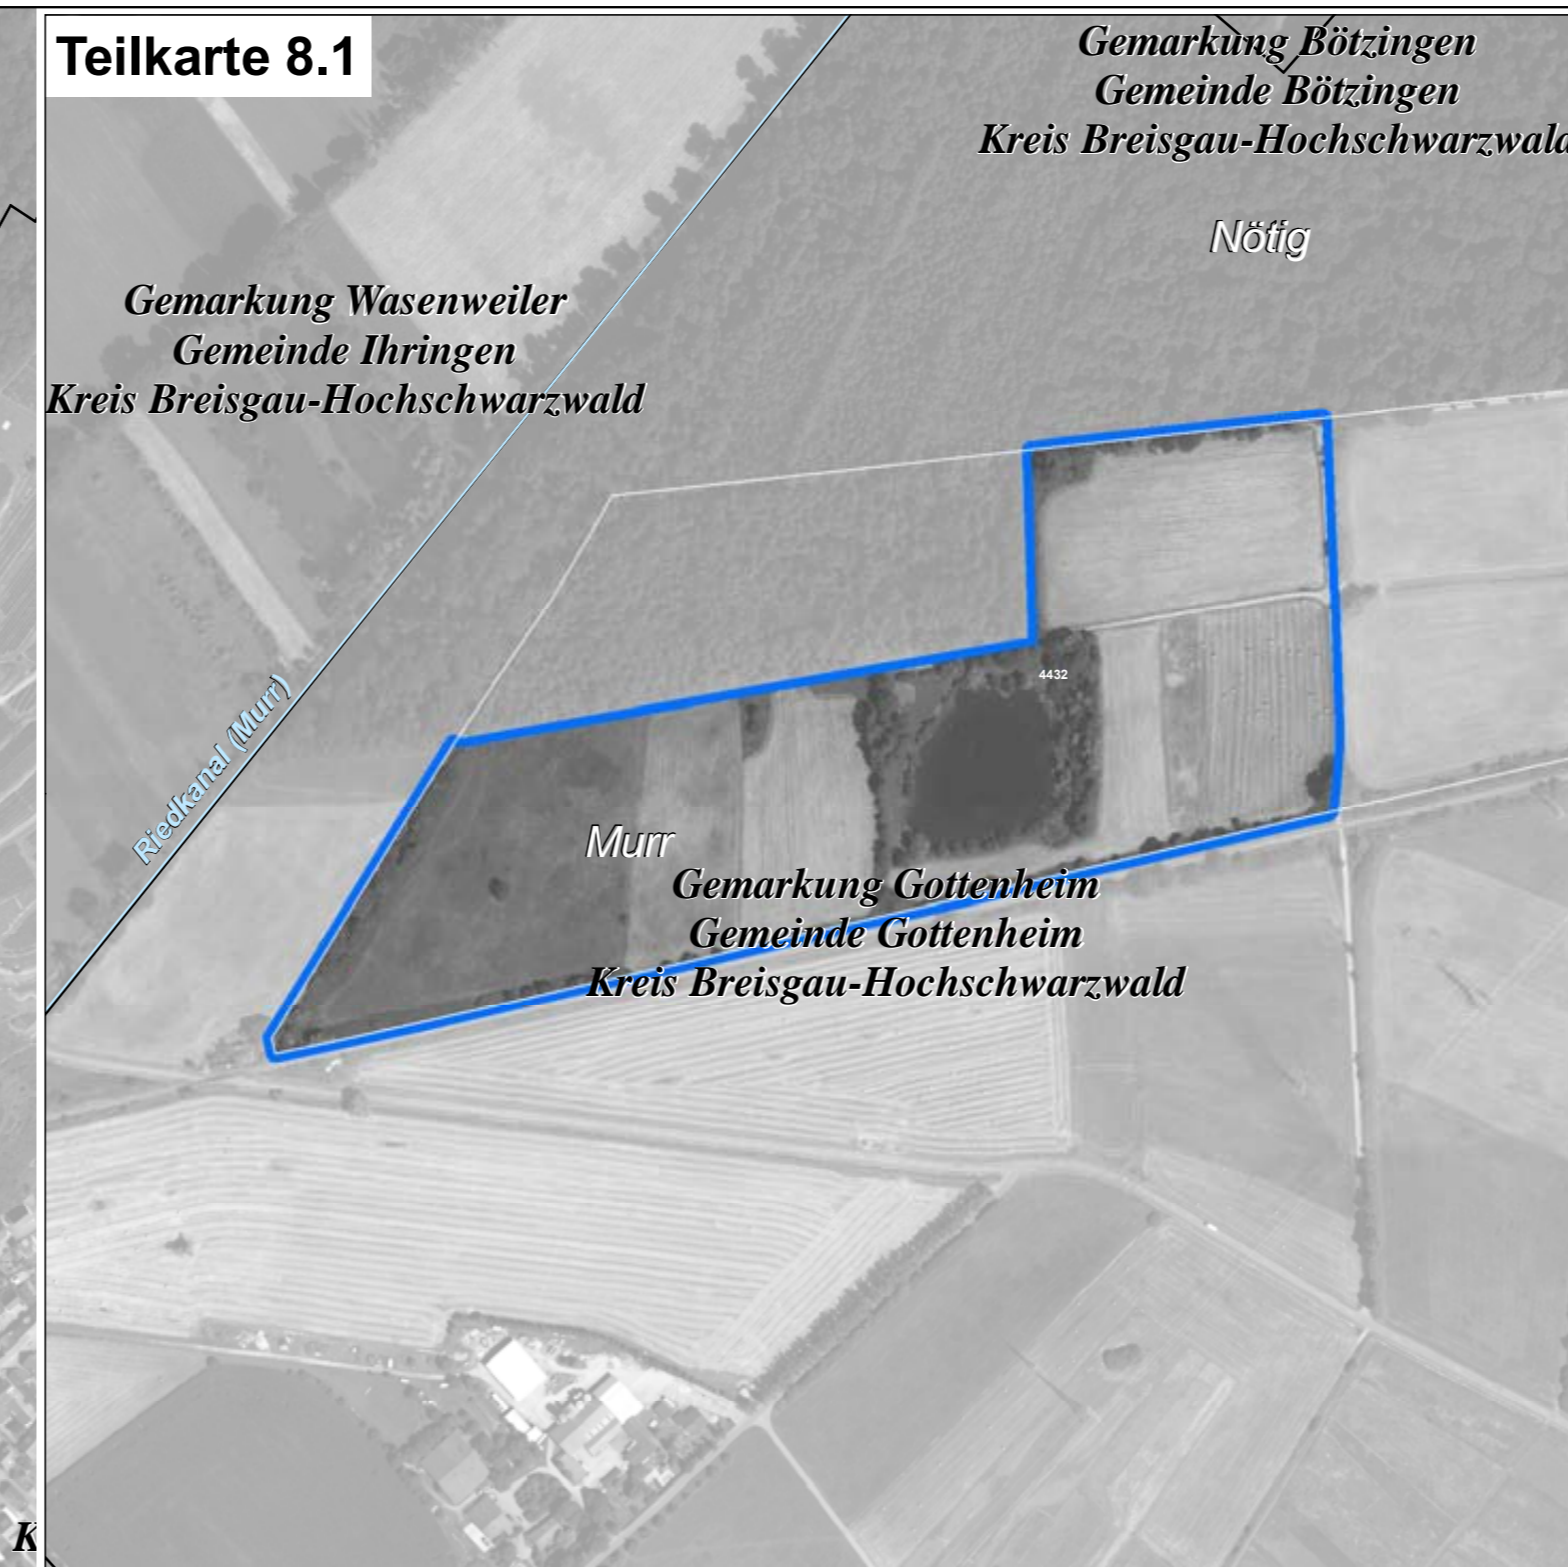 Teilkarte 8.1
Gemarkung Bötzingen
Gemeinde Bötzingen
Kreis Breisgau-Hochschwarzwald
Nötig
Gemarkung Wasenweiler
Gemeinde Ihringen
Kreis Breisgau-Hochschwarzwald
Riedkanal (Murr)
4432
Murr
Gemarkung Gottenheim
Gemeinde Gottenheim
Kreis Breisgau-Hochschwarzwald
K